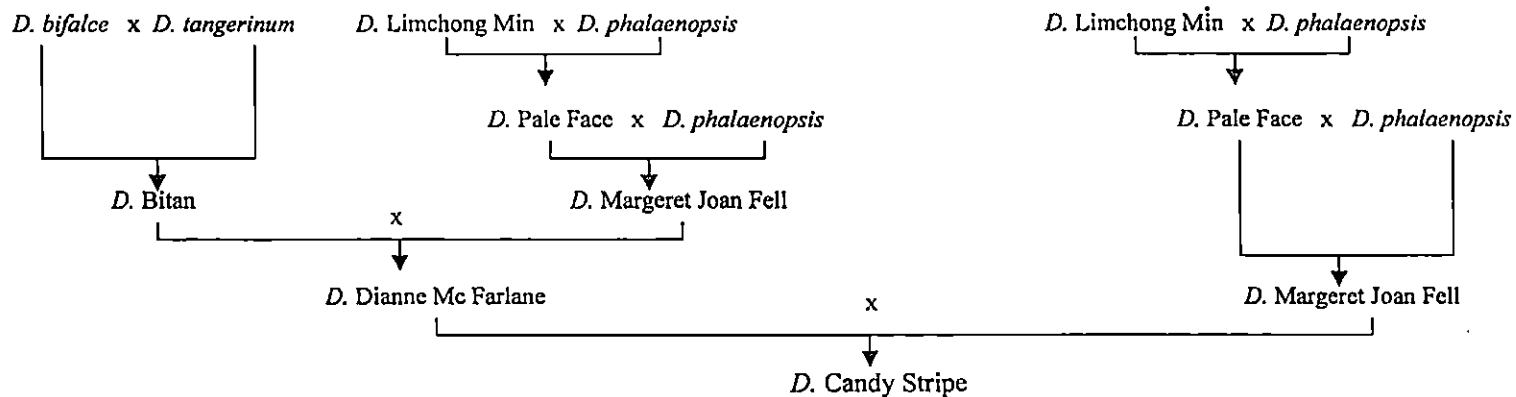 D. bifalce x D. tangerinum D. Limchong Min x D. phalaenopsis D. Limchong Min x D. phalaenopsis
D. Pale Face x D. phalaenopsis D. Pale Face x D. phalaenopsis
D. Bitan D. Margeret Joan Fell
x
D. Dianne Mc Farlane D. Margeret Joan Fell
x
D. Candy Stripe